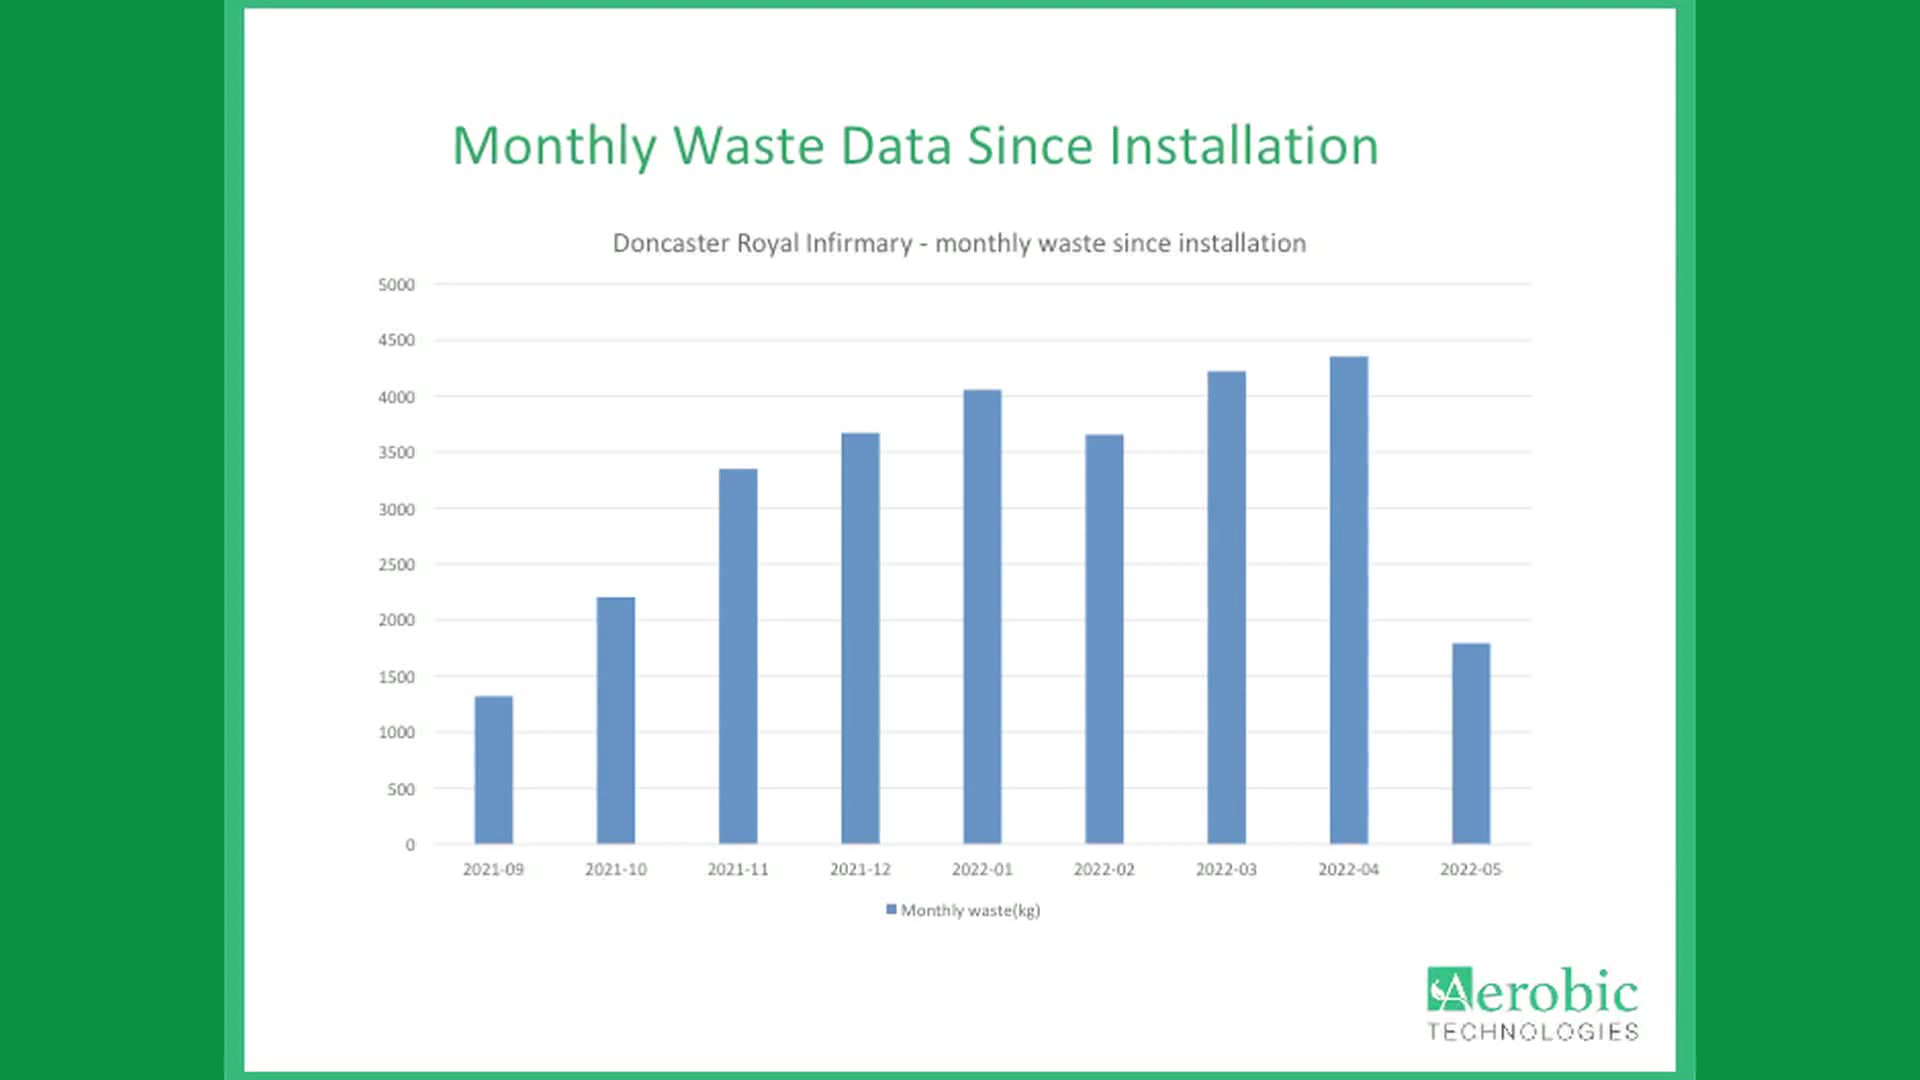 Monthly Waste Data Since Installation
Doncaster Royal Infirmary - monthly waste since installation
5000
4500
4000
3500
3000
2500
2000
1500
1000
500
0
2021-09 2021-10 2021-11 2021-12 2022-01 2022-02 2022-03 2022-04 2022-05
Monthly waste(kg)
Aerobic
TECHNOLOGIES